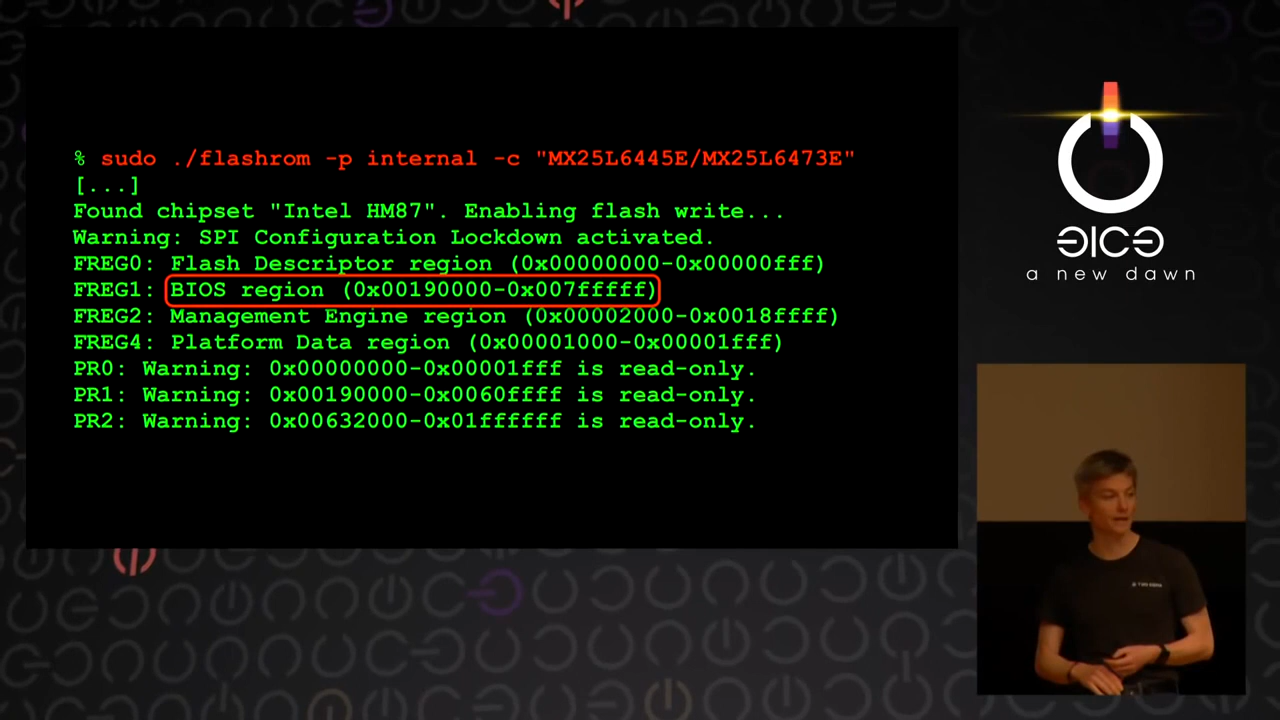 % sudo ./flashrom -p internal -c "MX25L6445E/MX25L6473E"
[...]
Found chipset "Intel HM87". Enabling flash write...
Warning: SPI Configuration Lockdown activated.
FREG0: Flash Descriptor region (0x00000000-0x00000fff)
FREG1: BIOS region (0x00190000-0x007fffff)
FREG2: Management Engine region (0x00002000-0x0018ffff)
FREG4: Platform Data region (0x00001000-0x00001fff)
PR0: Warning: 0x00000000-0x00001fff is read-only.
PR1: Warning: 0x00190000-0x0060ffff is read-only.
PR2: Warning: 0x00632000-0x01ffffff is read-only.
a new dawn